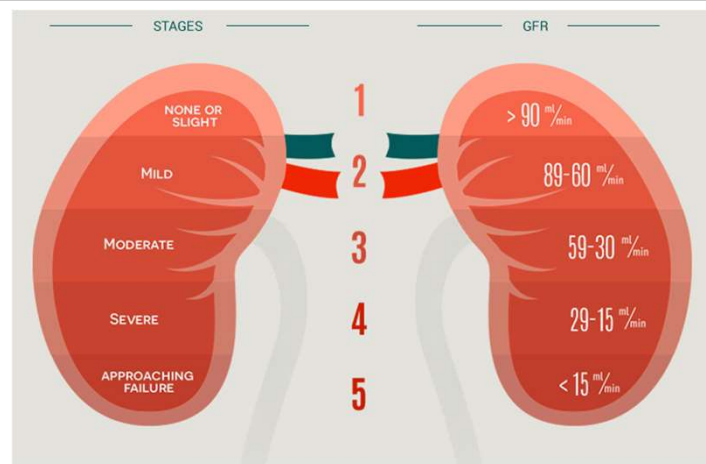 STAGES GFR
NONE OR
SLIGHT
1
> 90 ml/min
MILD
2
89-60 ml/min
MODERATE
3
59-30 ml/min
SEVERE
4
29-15 ml/min
APPROACHING
FAILURE
5
< 15 ml/min